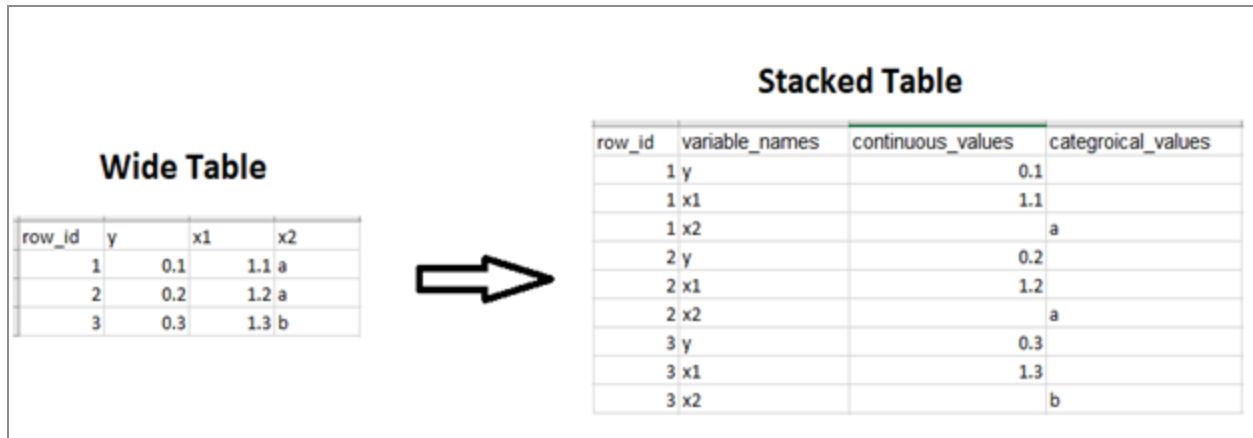 Wide Table
row_id y x1 x2
1 0.1 1.1 a
2 0.2 1.2 a
3 0.3 1.3 b
Stacked Table
row_id variable_names continuous_values categroical_values
1 y 0.1
1 x1 1.1
1 x2 a
2 y 0.2
2 x1 1.2
2 x2 a
3 y 0.3
3 x1 1.3
3 x2 b